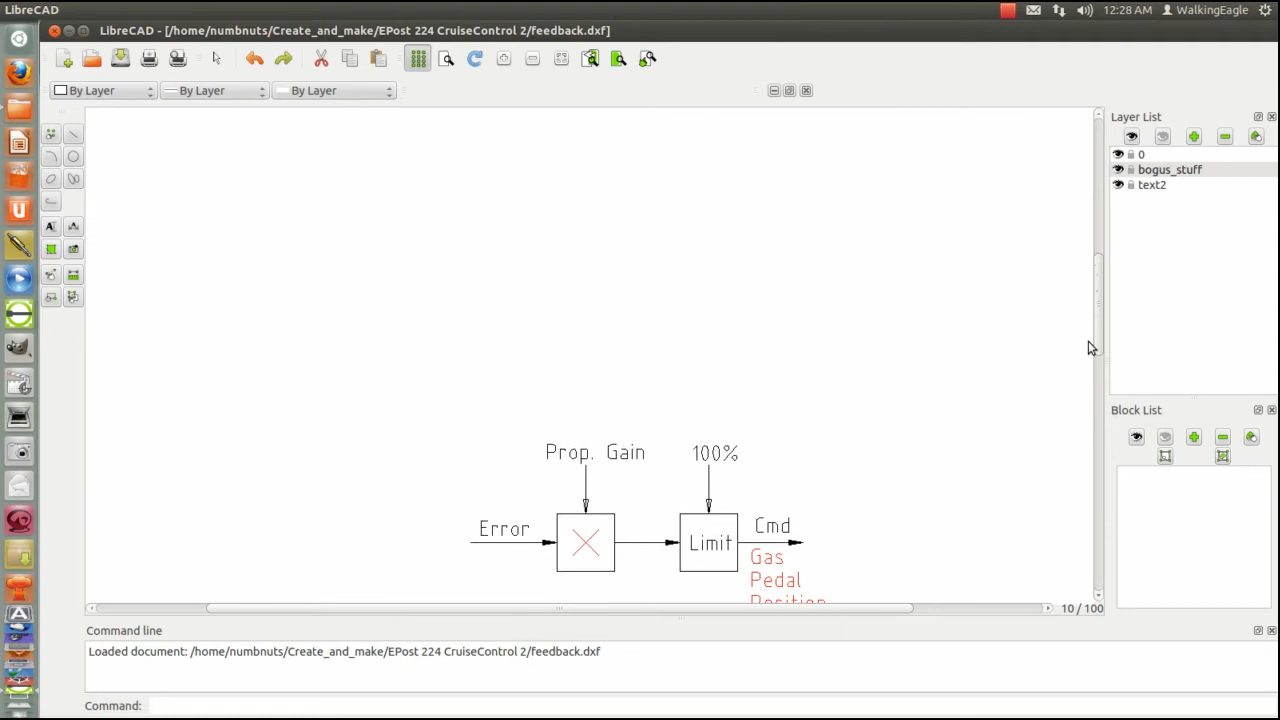 LibreCAD
12:28 AM
WalkingEagle
LibreCAD - [/home/numbnuts/Create_and_make/EPost 224 CruiseControl 2/feedback.dxf]
By Layer
By Layer
By Layer
Layer List
0
bogus_stuff
text2
Block List
Prop. Gain
100%
Error
Limit
Cmd
Gas
Pedal
Position
10 / 100
Command line
Loaded document: /home/numbnuts/Create_and_make/EPost 224 CruiseControl 2/feedback.dxf
Command: